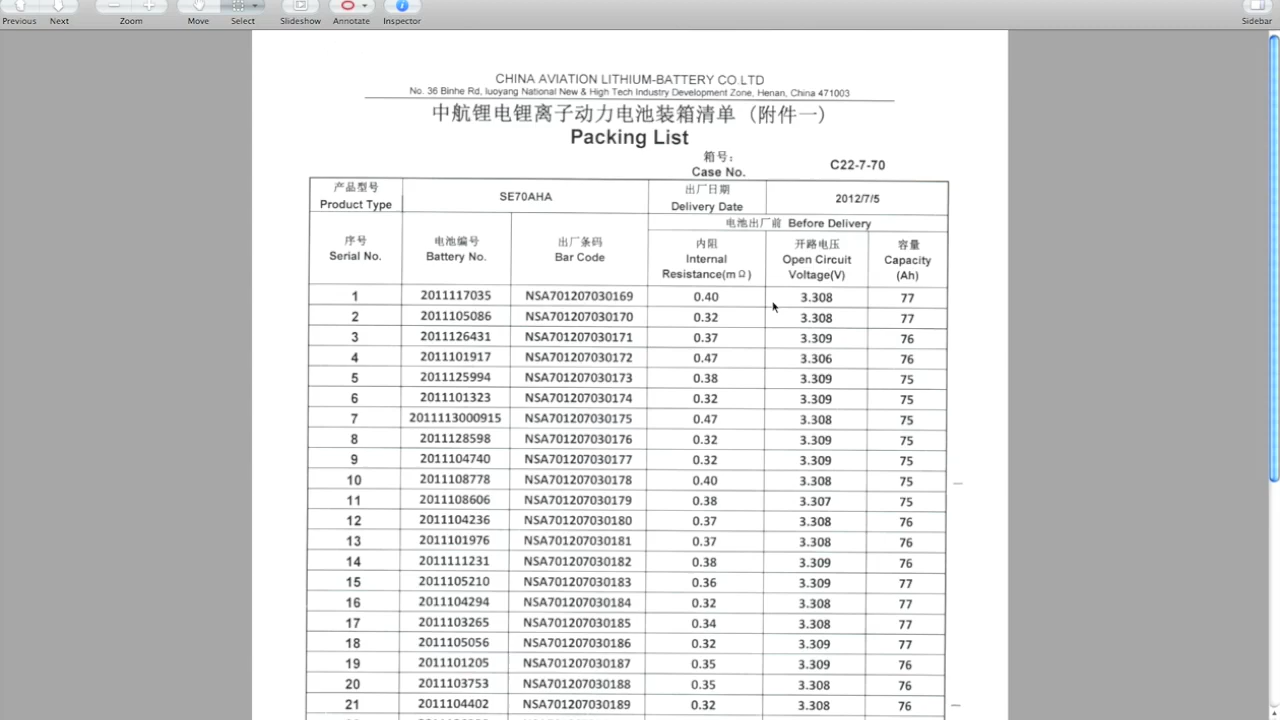 Previous Next Zoom Move Select Slideshow Annotate Inspector Sidebar
CHINA AVIATION LITHIUM-BATTERY CO.LTD
No. 36 Binhe Rd, luoyang National New & High Tech Industry Development Zone, Henan, China 471003
中航锂电锂离子动力电池装箱清单（附件一）
Packing List
箱号：
Case No. C22-7-70
产品型号 Product Type SE70AHA 出厂日期 Delivery Date 2012/7/5
电池出厂前 Before Delivery
序号 电池编号 出厂条码 内阻 开路电压 容量
Serial No. Battery No. Bar Code Internal Open Circuit Capacity
Resistance(mΩ) Voltage(V) (Ah)
1 2011117035 NSA701207030169 0.40 3.308 77
2 2011105086 NSA701207030170 0.32 3.308 77
3 2011126431 NSA701207030171 0.37 3.309 76
4 2011101917 NSA701207030172 0.47 3.306 76
5 2011125994 NSA701207030173 0.38 3.309 75
6 2011101323 NSA701207030174 0.32 3.309 75
7 2011113000915 NSA701207030175 0.47 3.308 75
8 2011128598 NSA701207030176 0.32 3.309 75
9 2011104740 NSA701207030177 0.32 3.309 75
10 2011108778 NSA701207030178 0.40 3.308 75
11 2011108606 NSA701207030179 0.38 3.307 75
12 2011104236 NSA701207030180 0.37 3.308 76
13 2011101976 NSA701207030181 0.37 3.308 76
14 2011111231 NSA701207030182 0.38 3.309 76
15 2011105210 NSA701207030183 0.36 3.309 77
16 2011104294 NSA701207030184 0.32 3.308 77
17 2011103265 NSA701207030185 0.34 3.308 77
18 2011105056 NSA701207030186 0.32 3.309 77
19 2011101205 NSA701207030187 0.35 3.309 76
20 2011103753 NSA701207030188 0.35 3.308 76
21 2011104402 NSA701207030189 0.32 3.308 76